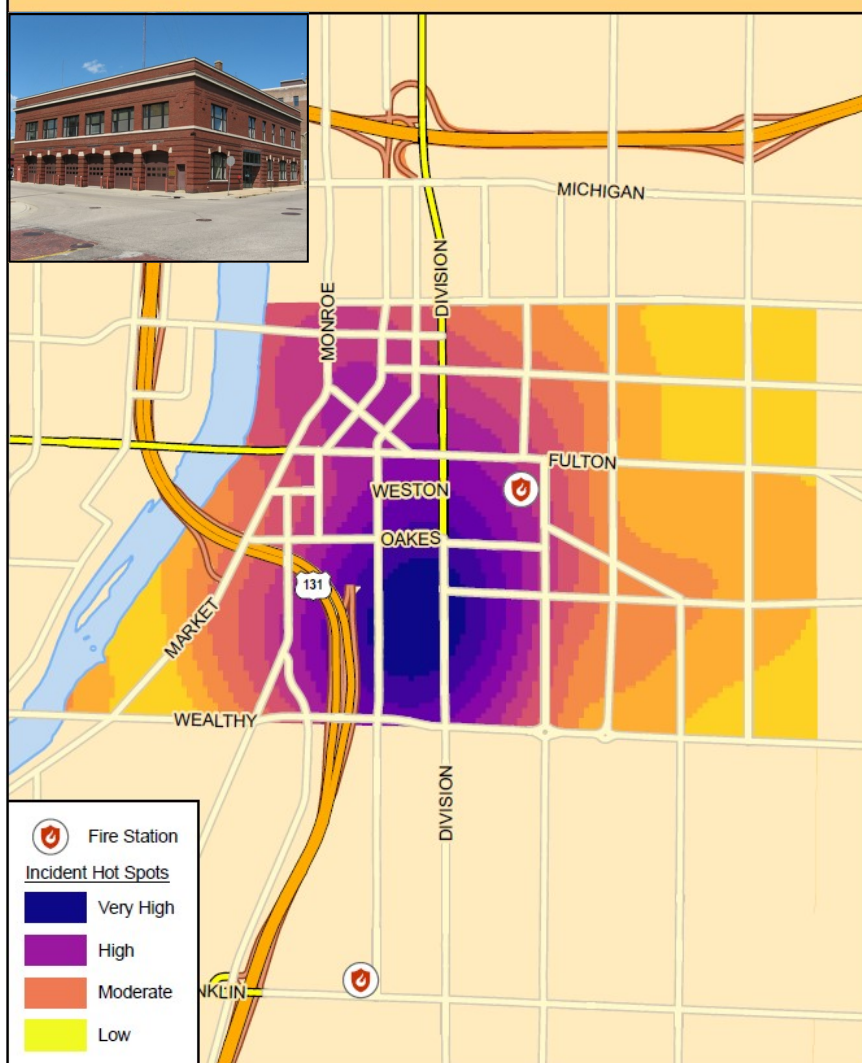 MICHIGAN
DIVISION
MONROE
FULTON
WESTON
OAKES
131
MARKET
WEALTHY
DIVISION
NKLIN
Fire Station
Incident Hot Spots
Very High
High
Moderate
Low